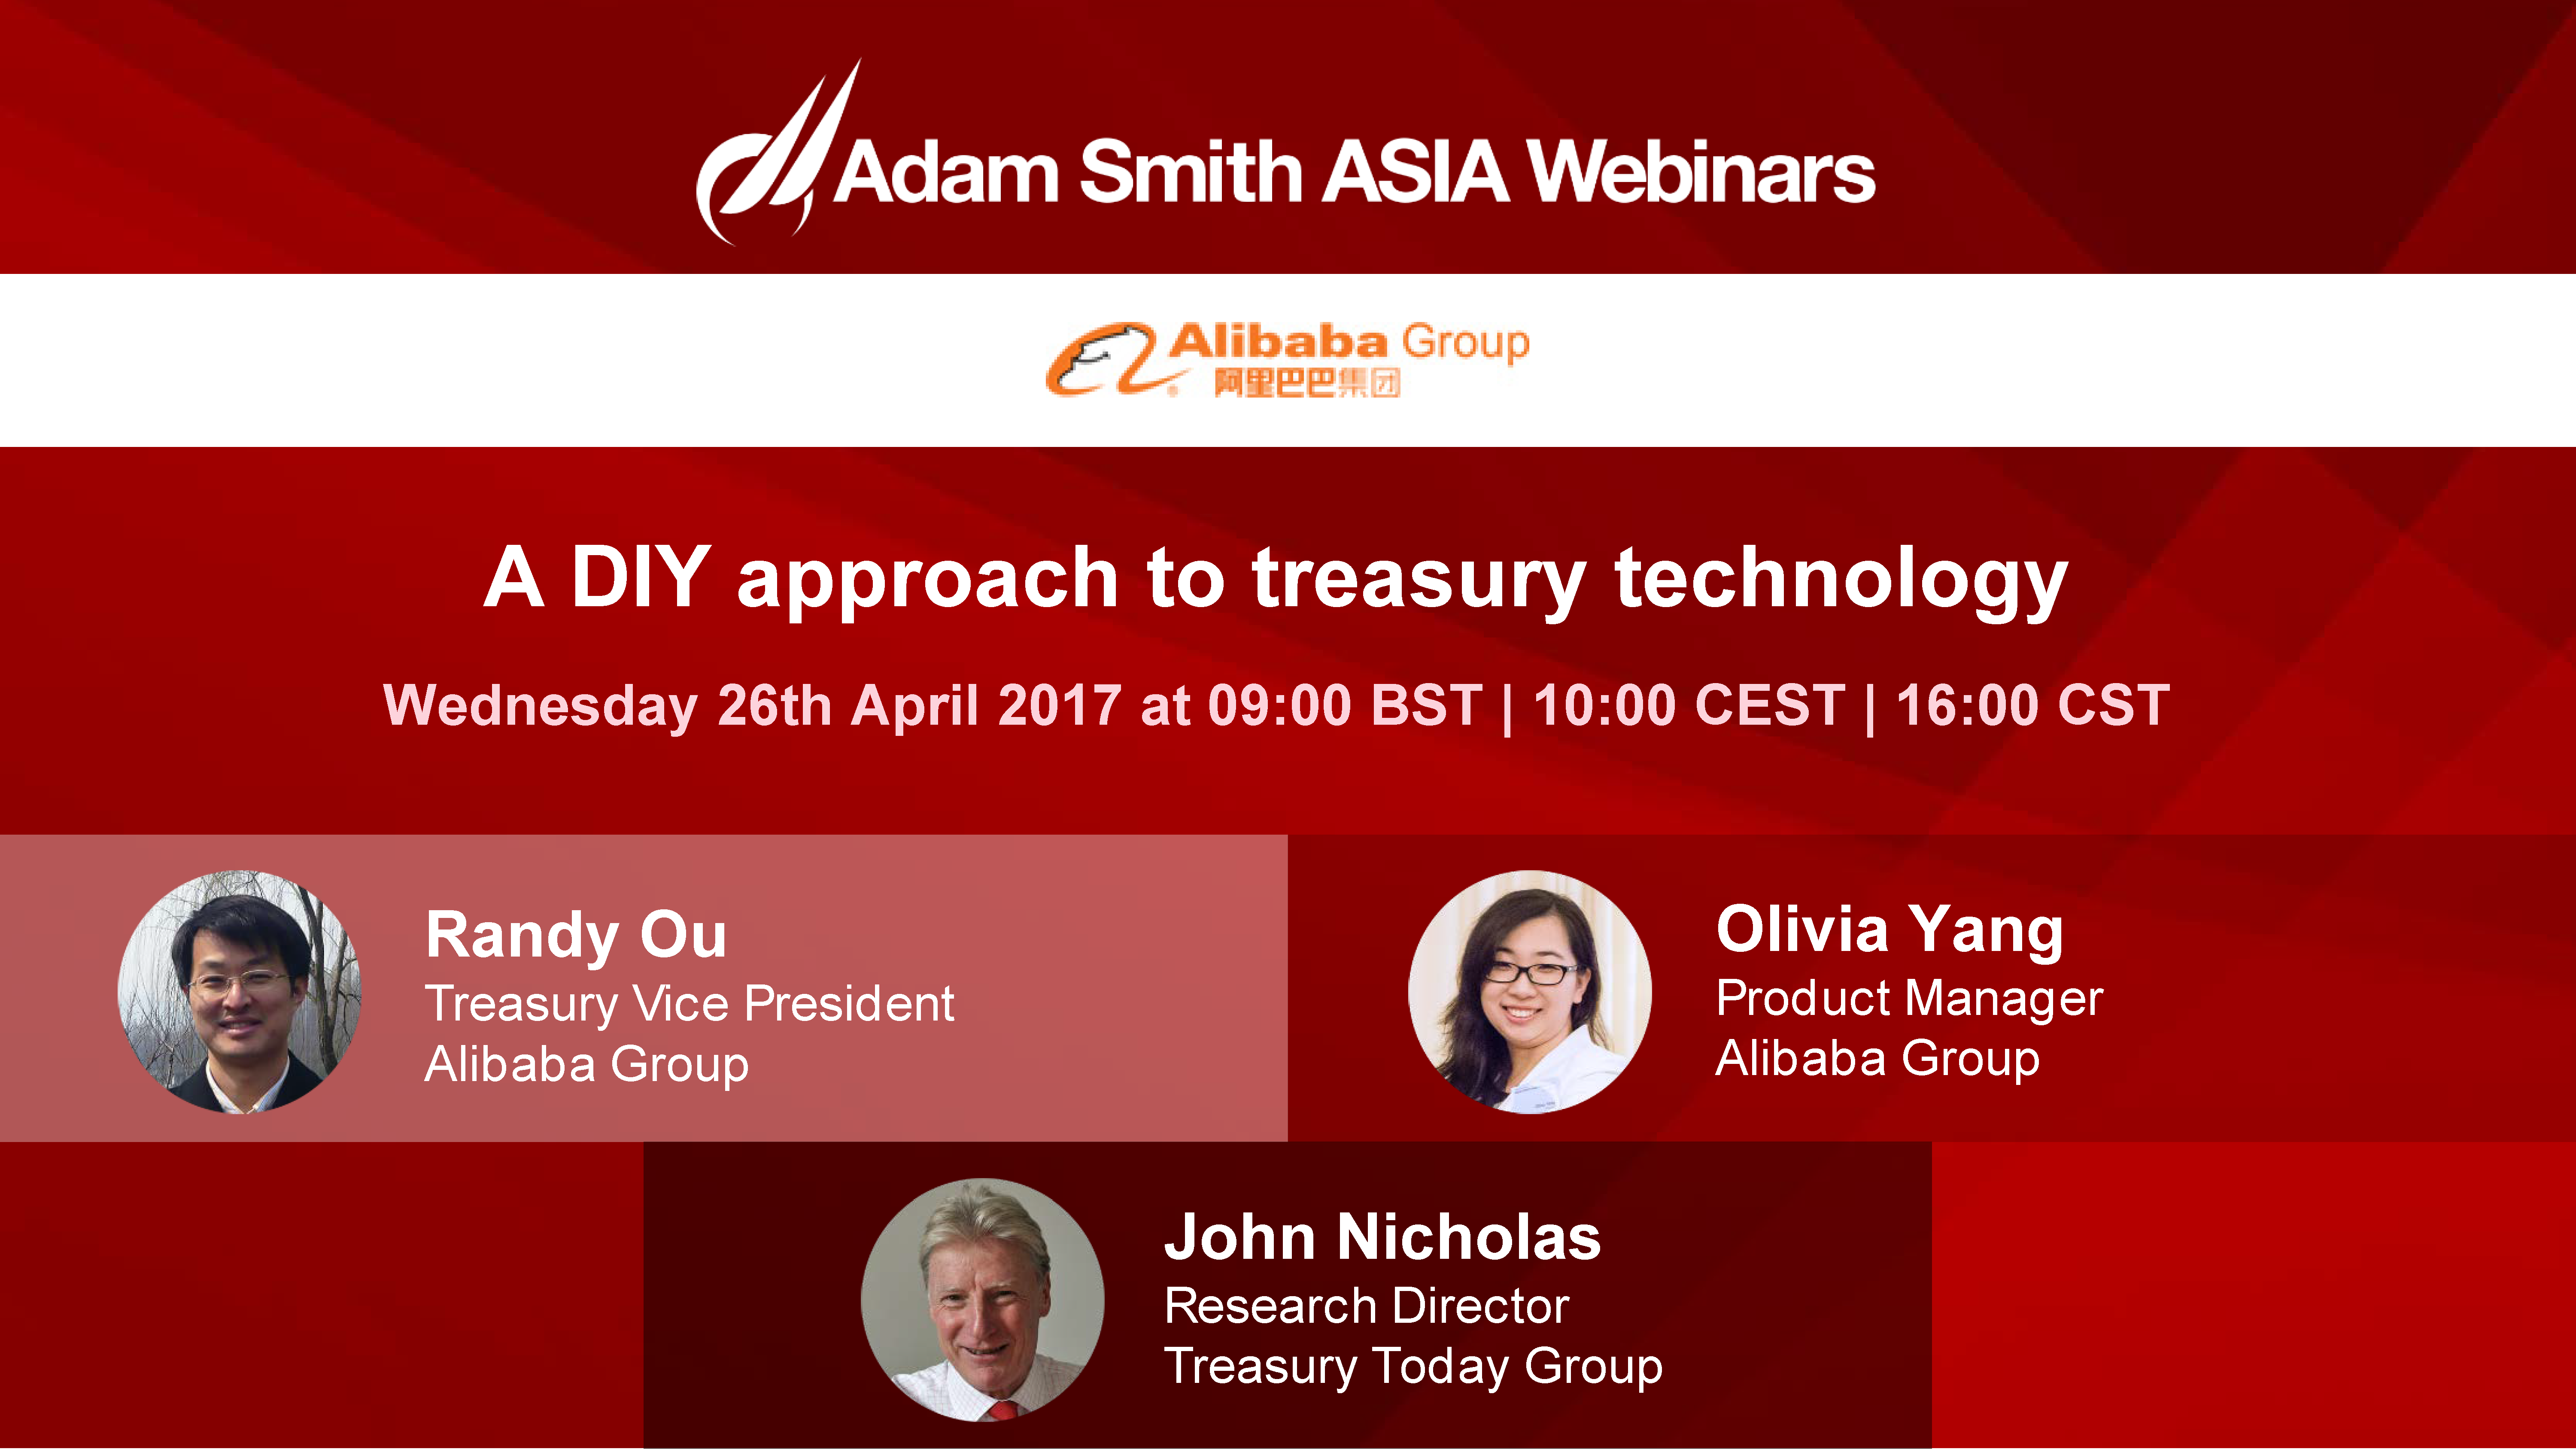 Adam Smith ASIA Webinars
Alibaba Group
阿里巴巴集团
A DIY approach to treasury technology
Wednesday 26th April 2017 at 09:00 BST | 10:00 CEST | 16:00 CST
Randy Ou
Treasury Vice President
Alibaba Group
Olivia Yang
Product Manager
Alibaba Group
John Nicholas
Research Director
Treasury Today Group